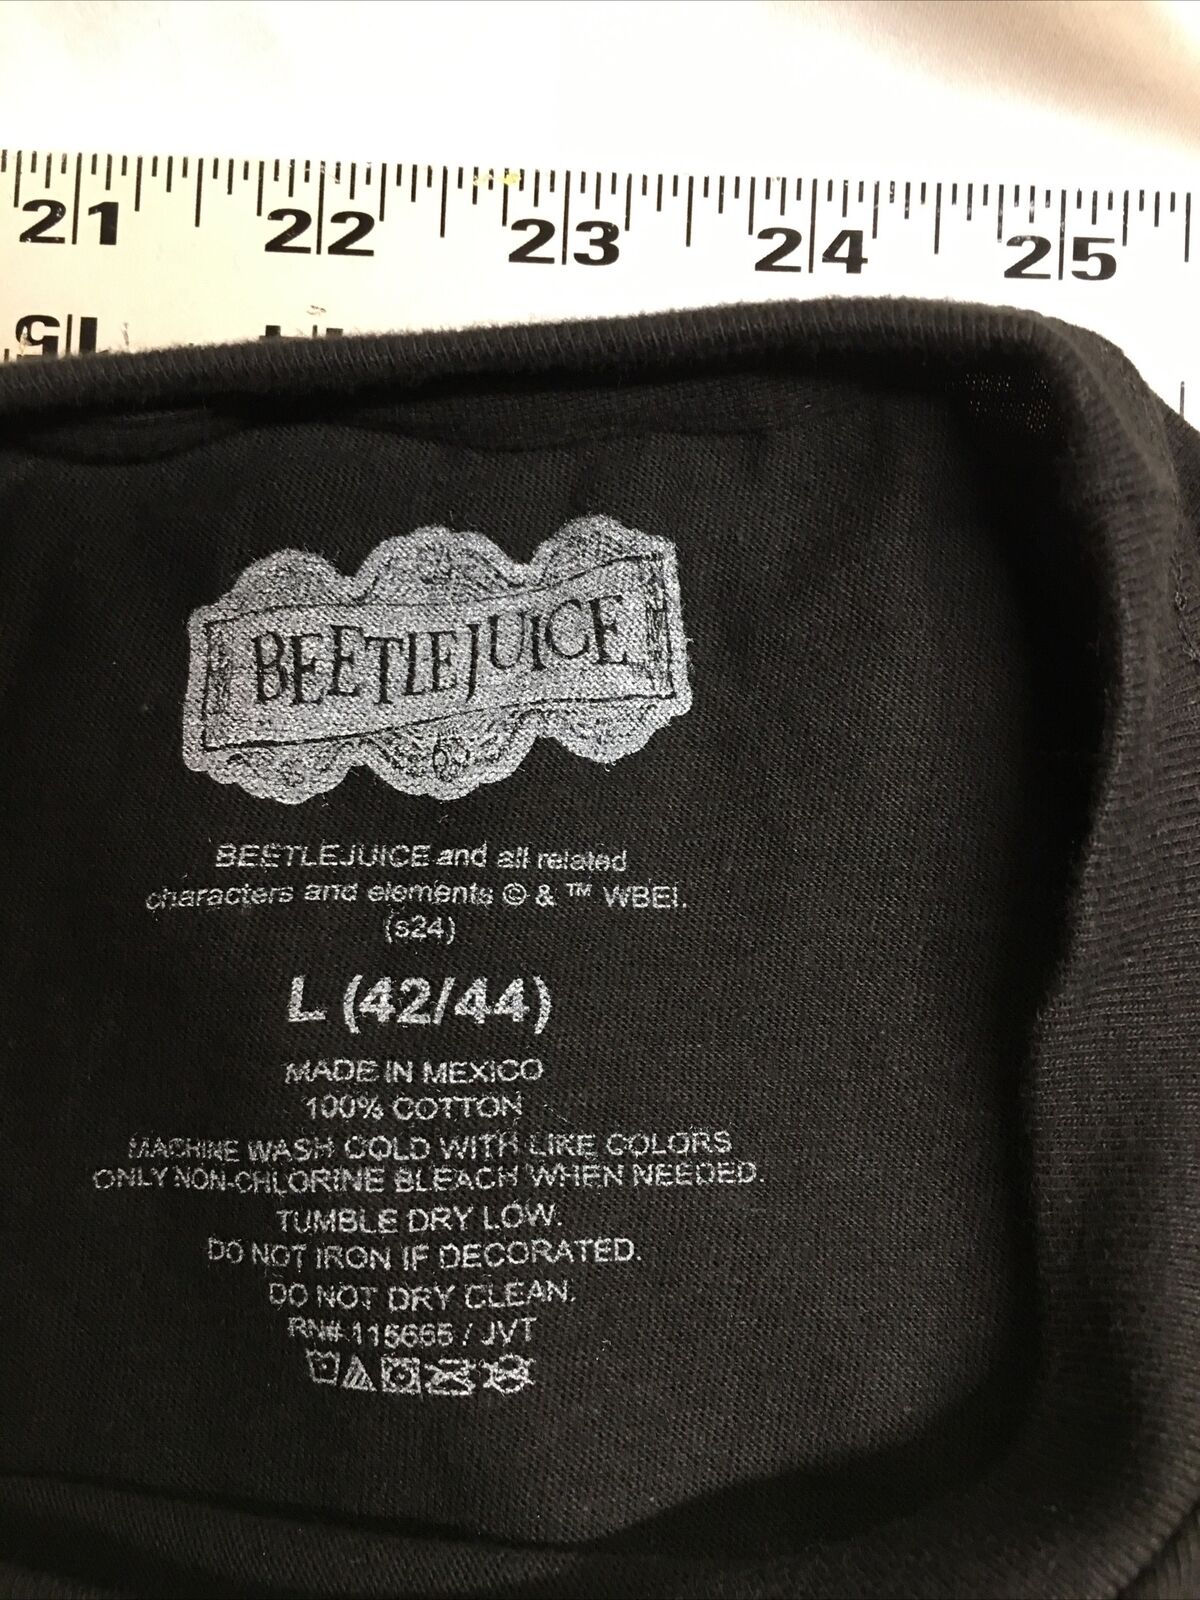 21 22 23 24 25
BEETLEJUICE
BEETLEJUICE and all related
characters and elements © & ™ WBEI.
(s24)
L (42/44)
MADE IN MEXICO
100% COTTON
MACHINE WASH COLD WITH LIKE COLORS
ONLY NON-CHLORINE BLEACH WHEN NEEDED.
TUMBLE DRY LOW.
DO NOT IRON IF DECORATED.
DO NOT DRY CLEAN.
RN# 116665 / JVT